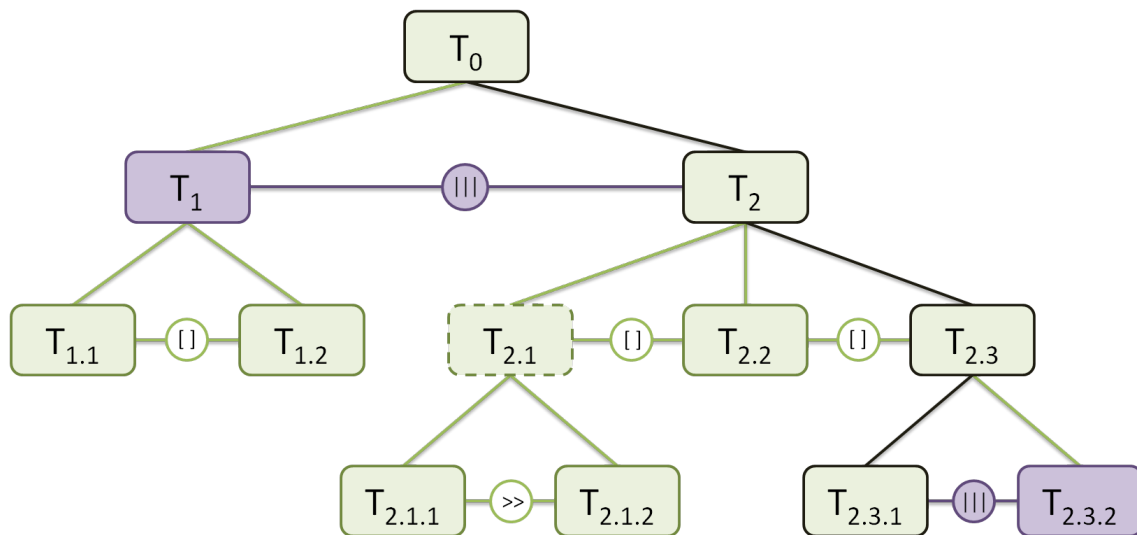 T0
T1 ||| T2
T1.1 [ ] T1.2 T2.1 [ ] T2.2 [ ] T2.3
T2.1.1 >> T2.1.2 T2.3.1 ||| T2.3.2